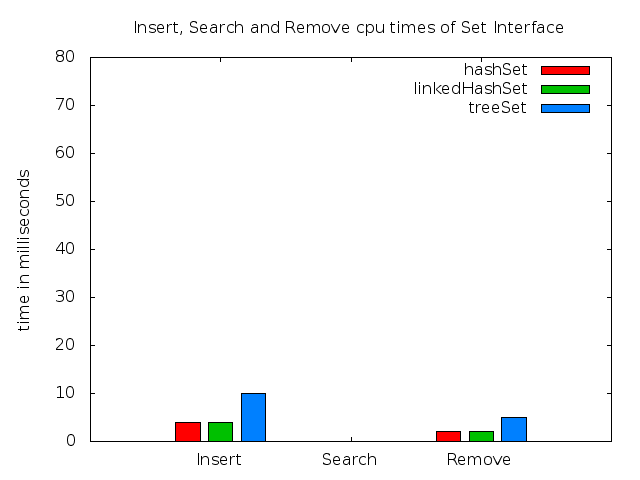 Insert, Search and Remove cpu times of Set Interface
hashSet
linkedHashSet
treeSet
80
70
60
50
40
30
20
10
0
time in milliseconds
Insert Search Remove